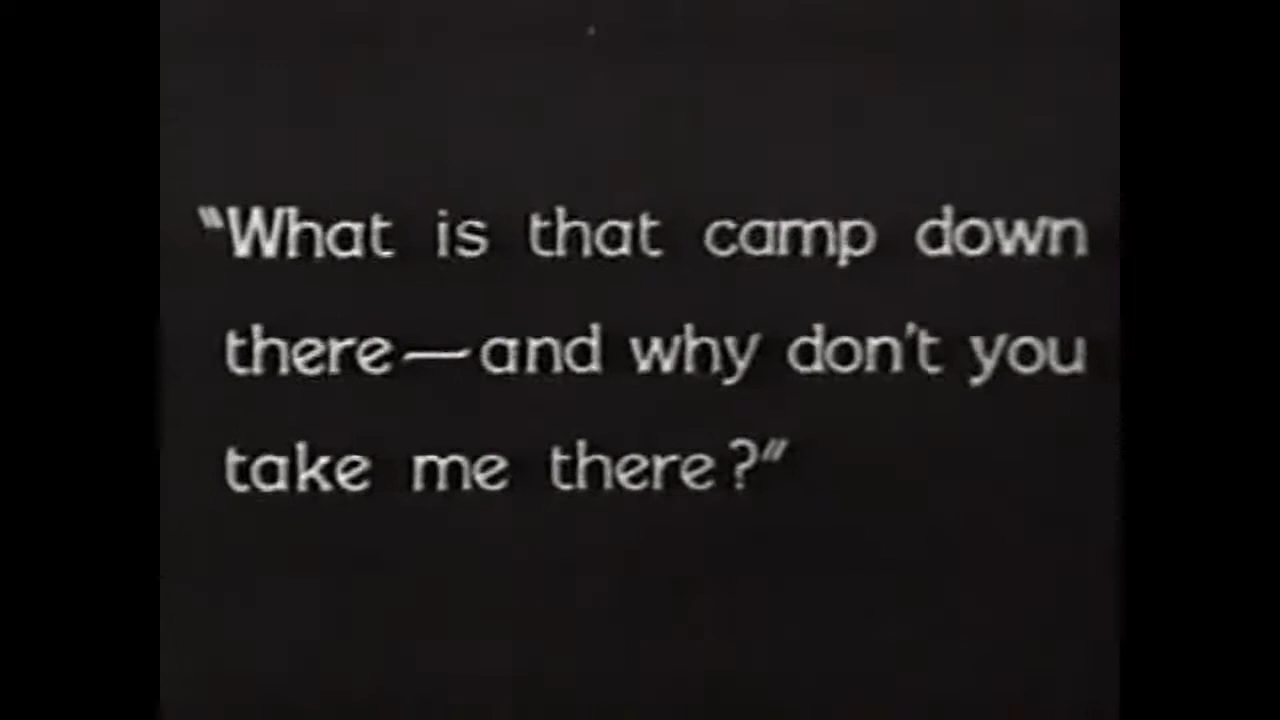 "What is that camp down
there—and why don't you
take me there?"